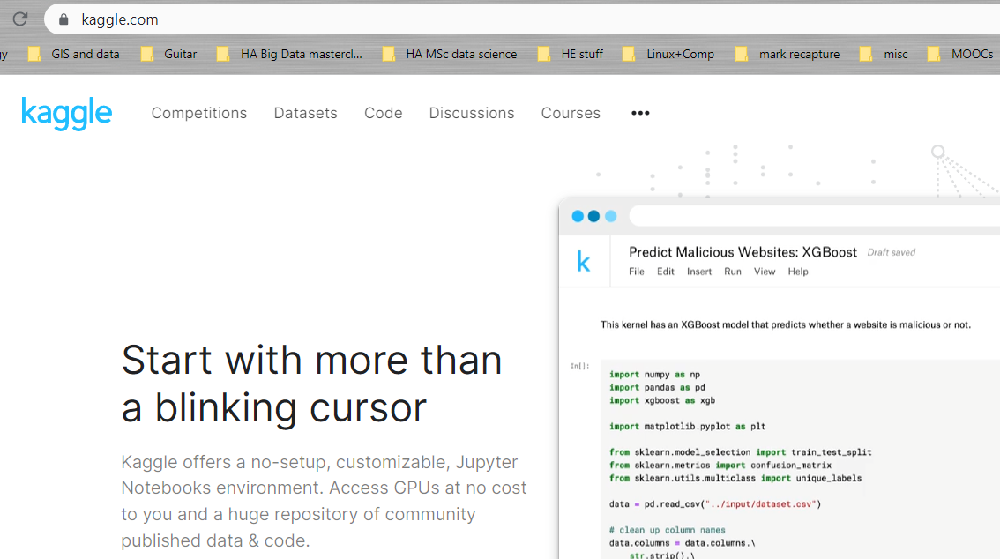 kaggle.com
GIS and data Guitar HA Big Data mastercl... HA MSc data science HE stuff Linux+Comp mark recapture misc MOOCs
kaggle Competitions Datasets Code Discussions Courses •••
Start with more than
a blinking cursor
Kaggle offers a no-setup, customizable, Jupyter
Notebooks environment. Access GPUs at no cost
to you and a huge repository of community
published data & code.
k
Predict Malicious Websites: XGBoost Draft saved
File Edit Insert Run View Help
This kernel has an XGBoost model that predicts whether a website is malicious or not.
In[]:
import numpy as np
import pandas as pd
import xgboost as xgb
import matplotlib.pyplot as plt
from sklearn.model_selection import train_test_split
from sklearn.metrics import confusion_matrix
from sklearn.utils.multiclass import unique_labels
data = pd.read_csv("../input/dataset.csv")
# clean up column names
data.columns = data.columns.\
str.strip().\